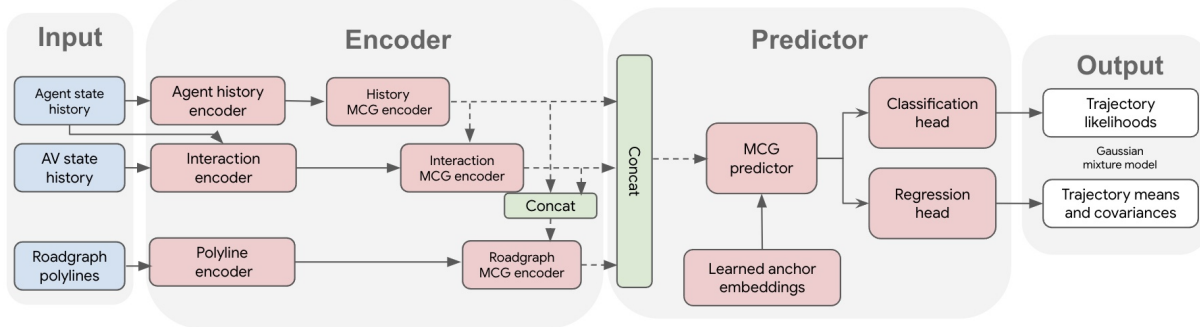 Input
Encoder
Predictor
Output
Agent state
history
Agent history
encoder
History
MCG encoder
AV state
history
Interaction
encoder
Interaction
MCG encoder
Concat
Roadgraph
polylines
Polyline
encoder
Roadgraph
MCG encoder
Concat
MCG
predictor
Learned anchor
embeddings
Classification
head
Regression
head
Trajectory
likelihoods
Gaussian
mixture model
Trajectory means
and covariances